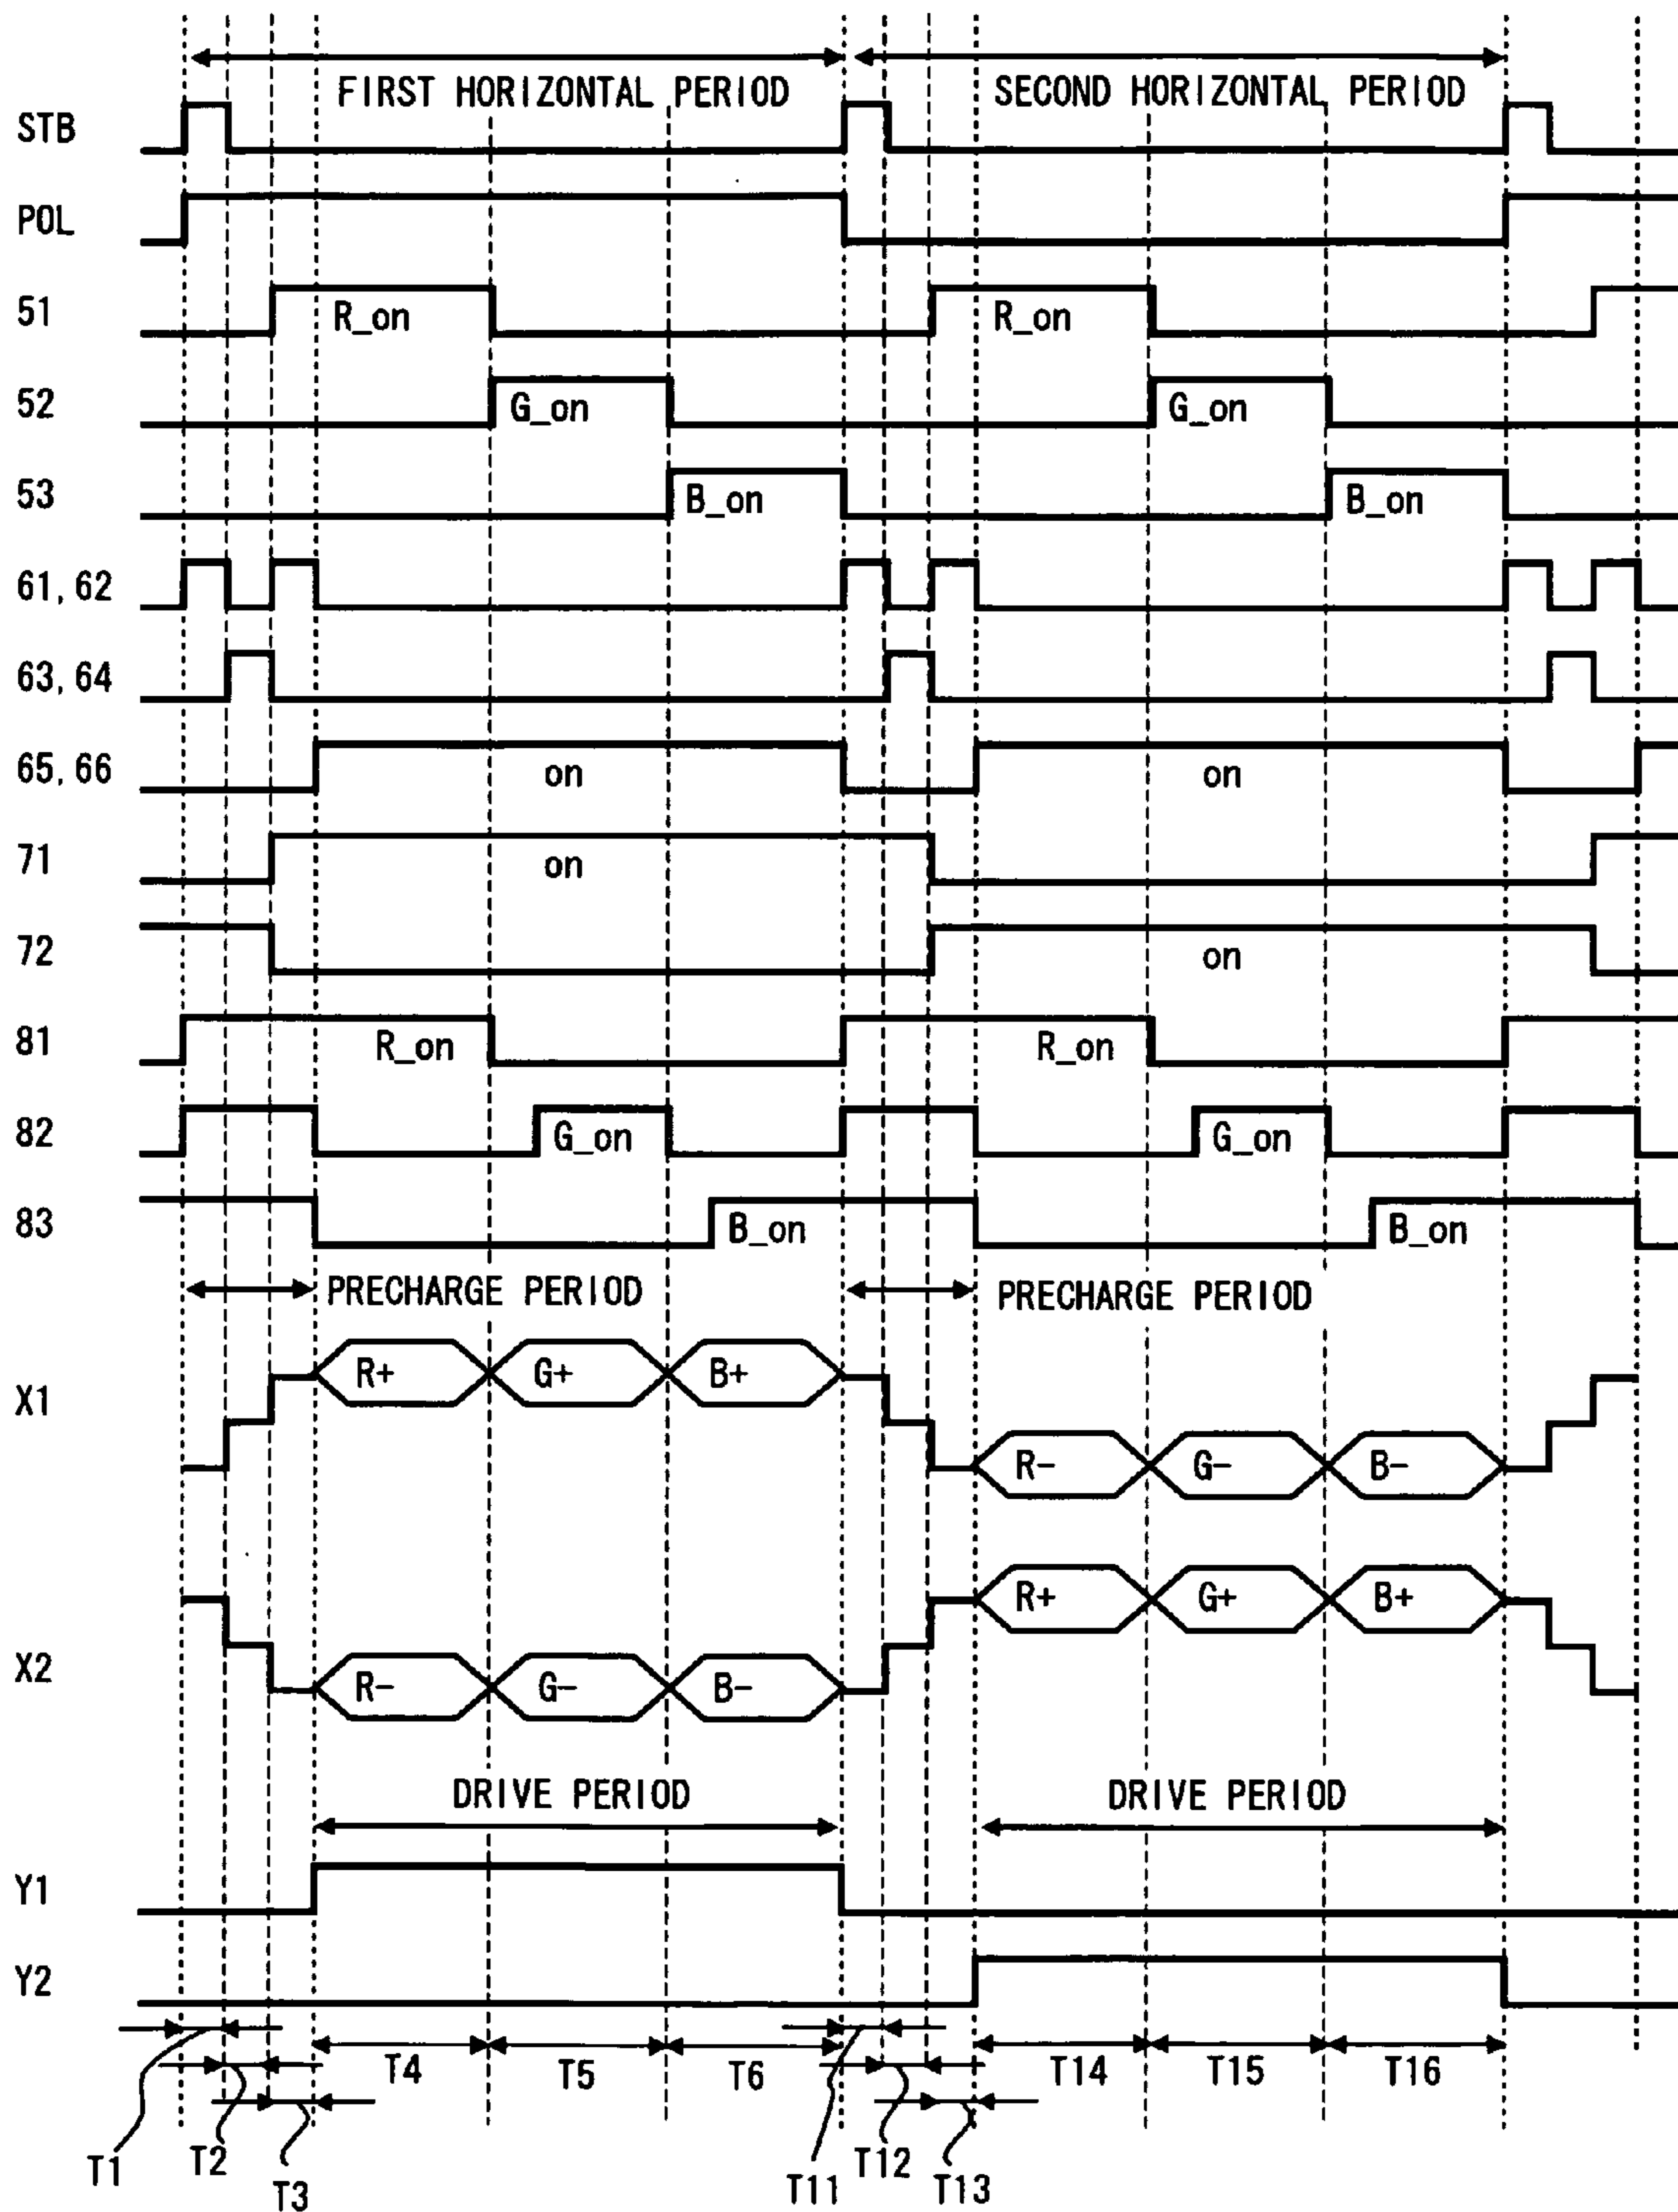 FIRST HORIZONTAL PERIOD SECOND HORIZONTAL PERIOD
STB
POL
51 R_on R_on
52 G_on G_on
53 B_on B_on
61, 62
63, 64
65, 66 on on
71 on
72 on
81 R_on R_on
82 G_on G_on
83 B_on B_on
PRECHARGE PERIOD PRECHARGE PERIOD
X1 R+ G+ B+ R- G- B-
X2 R- G- B- R+ G+ B+
DRIVE PERIOD DRIVE PERIOD
Y1
Y2
T4 T5 T6 T14 T15 T16
T1 T2 T3 T11 T12 T13